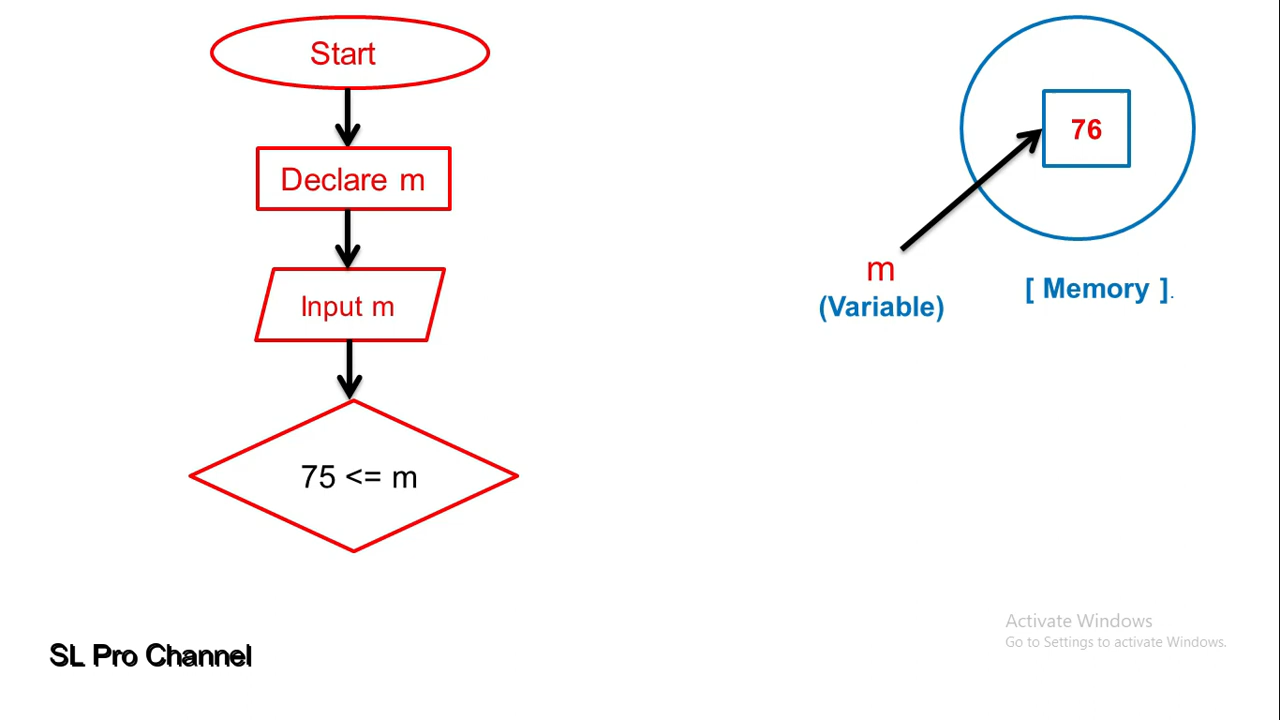 Start
Declare m
Input m
75 <= m
76
m
(Variable)
[ Memory ].
SL Pro Channel
Activate Windows
Go to Settings to activate Windows.